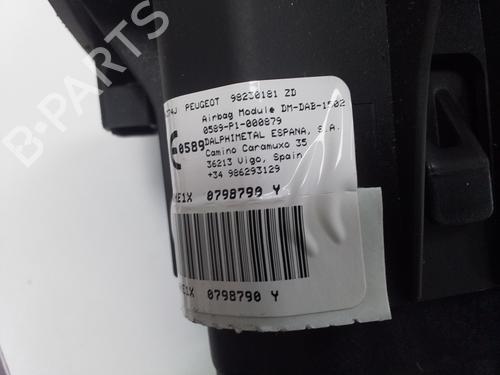 PEUGEOT 98230181 ZD
Airbag Module DM-DAB-1502
0589-P1-000879
0589 DALPHIMETAL ESPANA, S.A.
Camino Caramuxo 35
36213 Vigo, Spain
+34 986293129
0798790 Y
0798790 Y